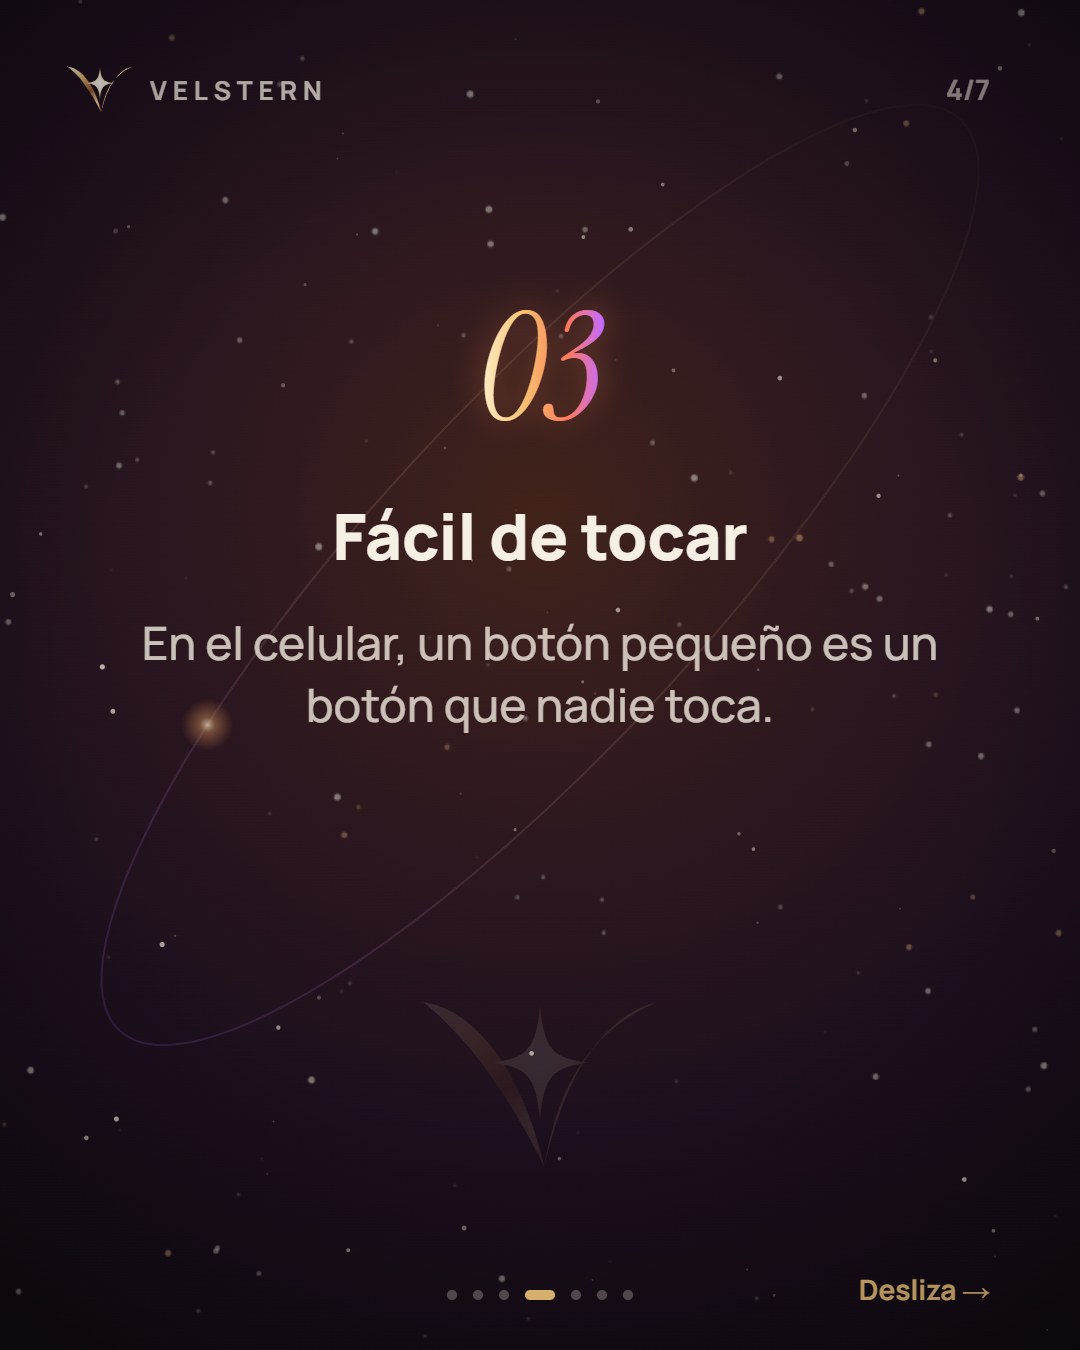 VELSTERN
4/7
03
Fácil de tocar
En el celular, un botón pequeño es un
botón que nadie toca.
Desliza →